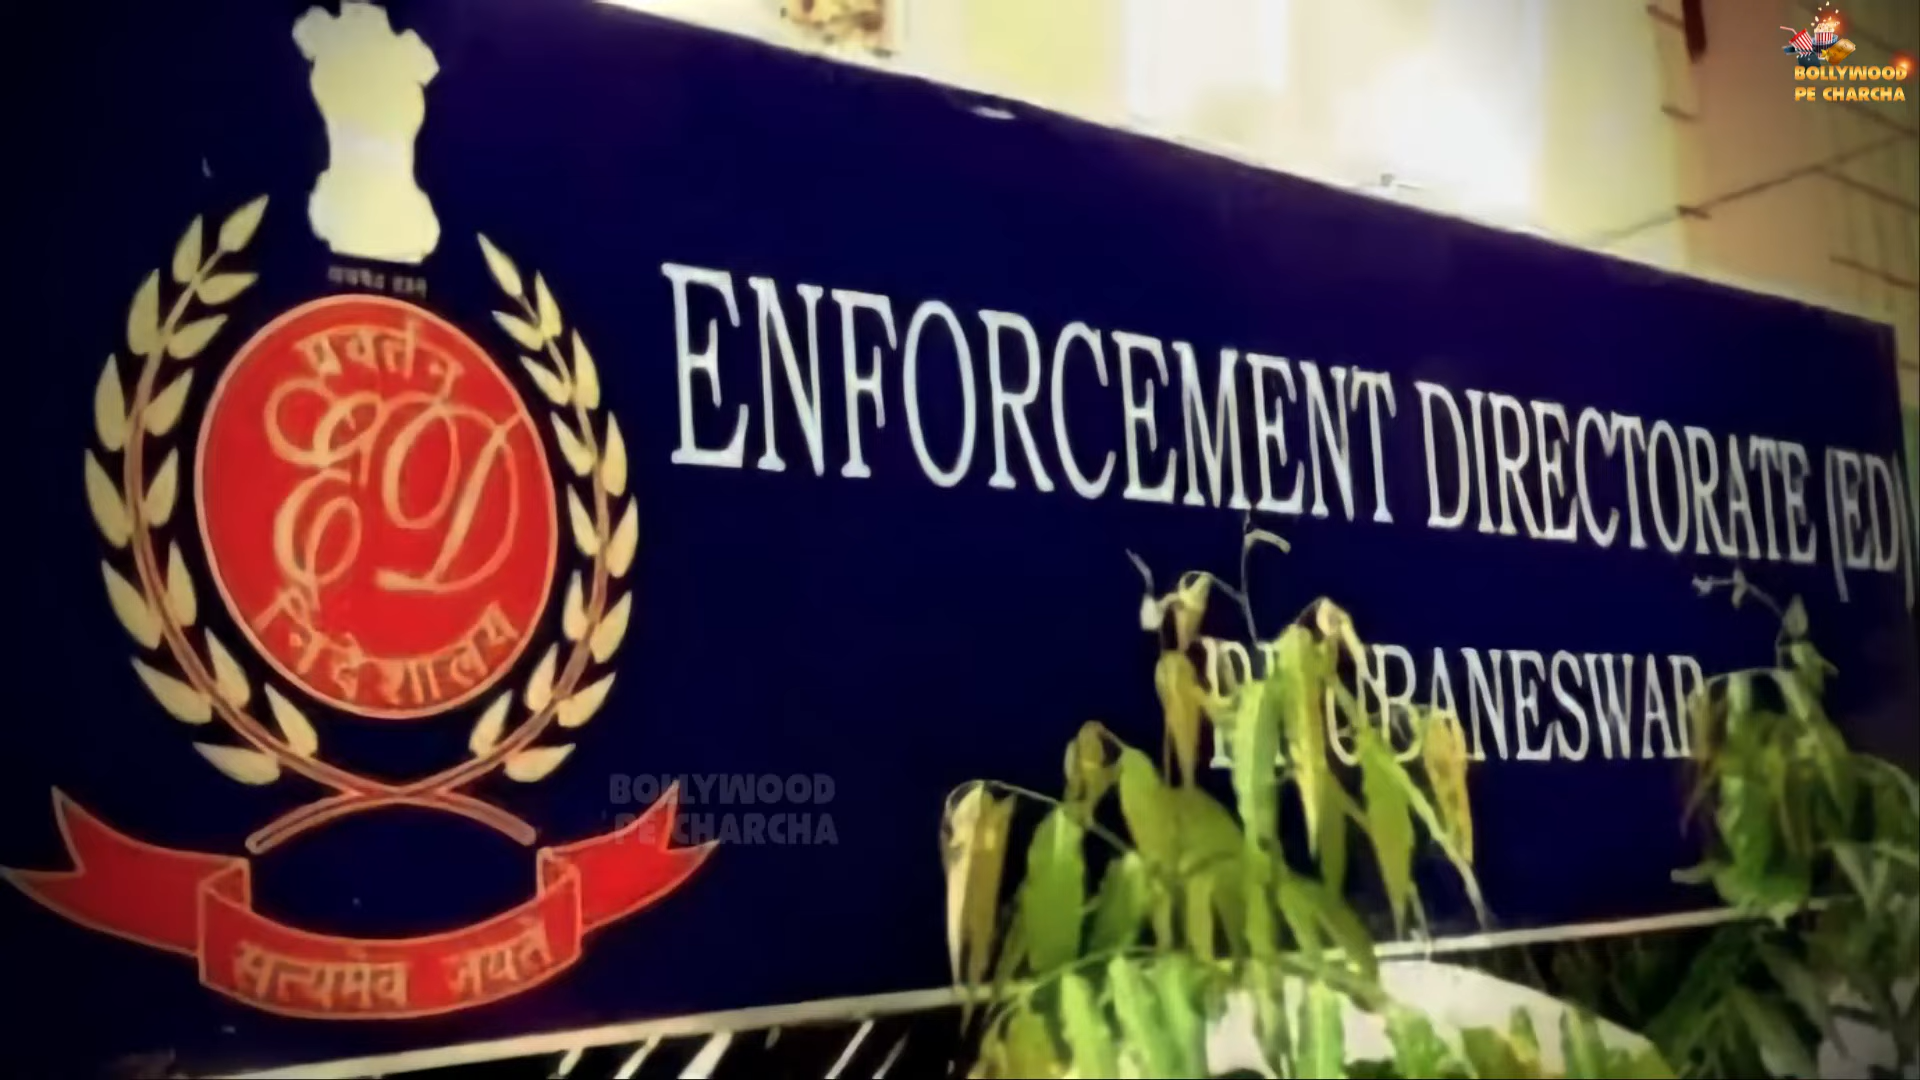 BOLLYWOOD
PE CHARCHA
प्रवर्तन
ED
निदेशालय
सत्यमेव जयते
ENFORCEMENT DIRECTORATE (ED)
BHUBANESWAR
BOLLYWOOD
PE CHARCHA